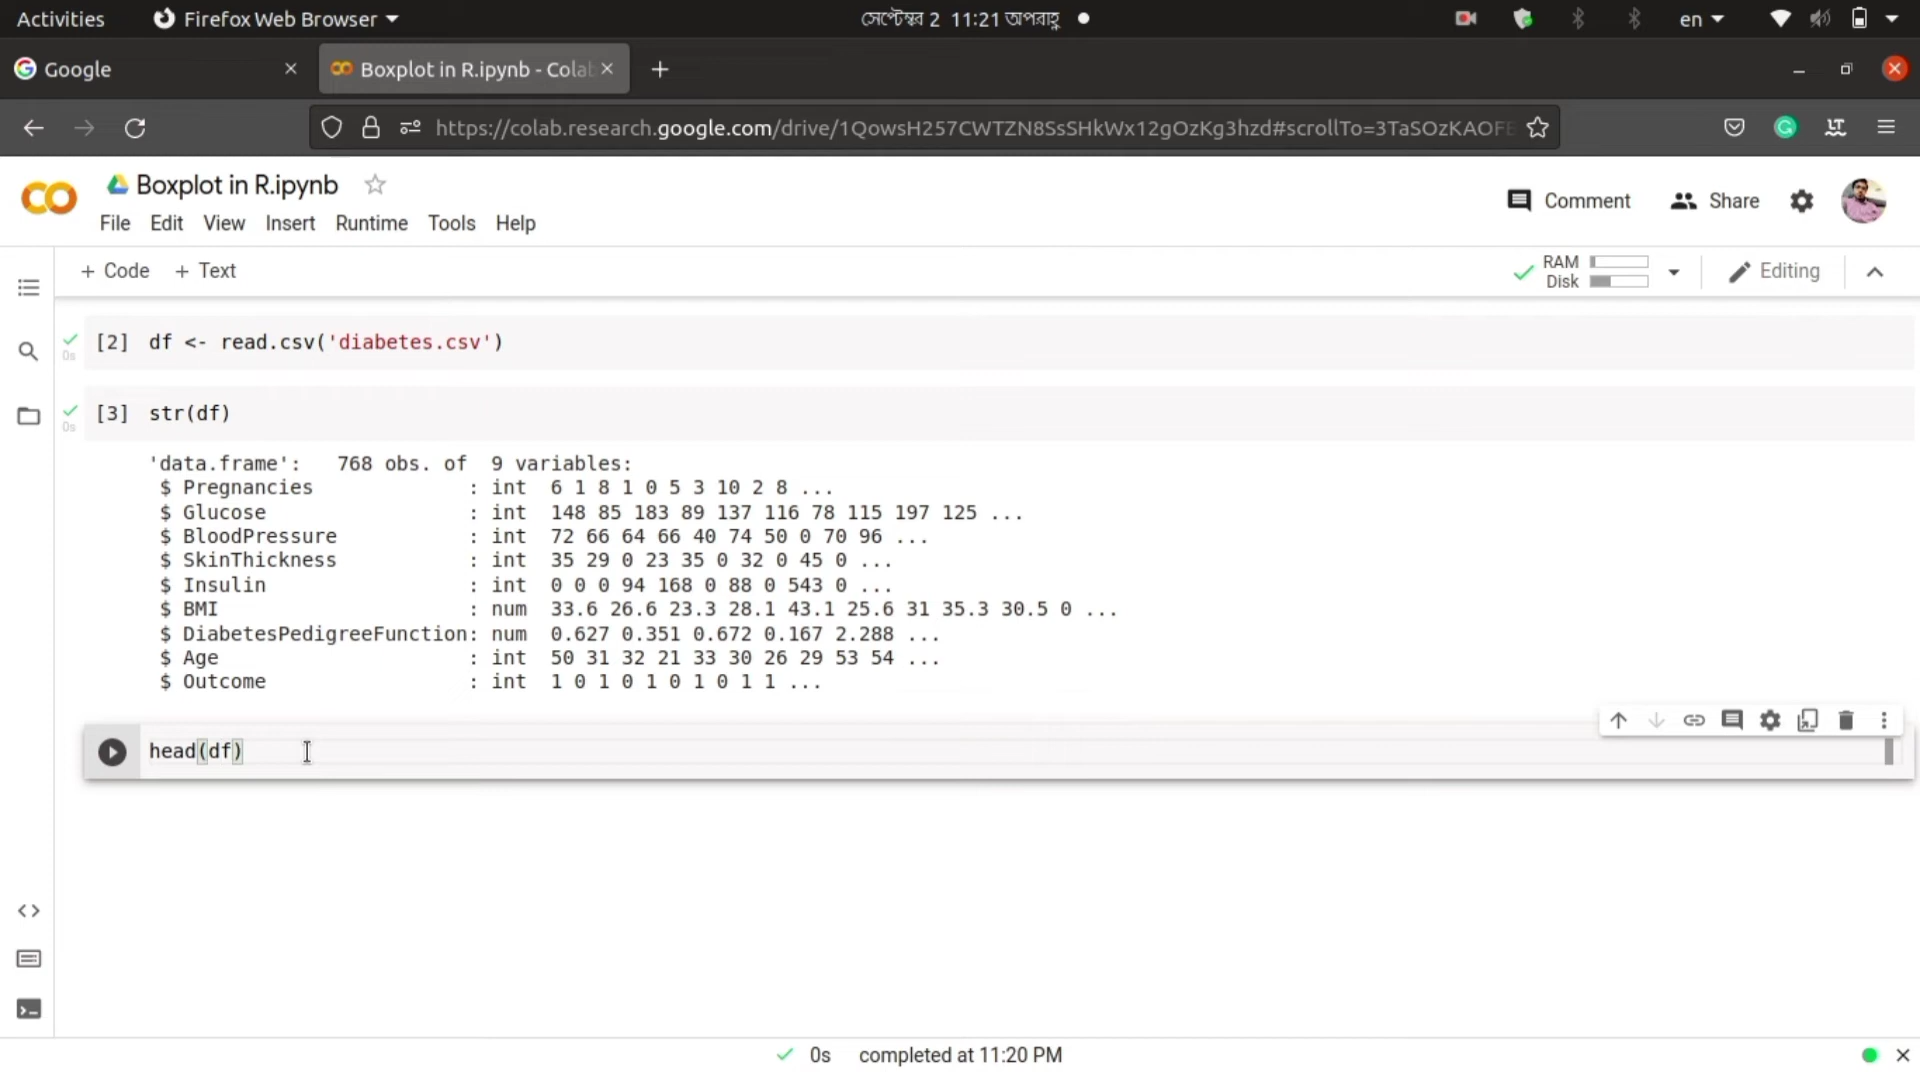 Activities Firefox Web Browser সেপ্টেম্বর 2 11:21 অপরাহ্ণ en
Google Boxplot in R.ipynb - Cola
https://colab.research.google.com/drive/1QowsH257CWTZN8SsSHkWx12gOzKg3hzd#scrollTo=3TaSOzKAOFE
Boxplot in R.ipynb
Comment Share
File Edit View Insert Runtime Tools Help
+ Code + Text RAM Disk Editing
[2] df <- read.csv('diabetes.csv')
0s
[3] str(df)
0s
'data.frame': 768 obs. of 9 variables:
$ Pregnancies : int 6 1 8 1 0 5 3 10 2 8 ...
$ Glucose : int 148 85 183 89 137 116 78 115 197 125 ...
$ BloodPressure : int 72 66 64 66 40 74 50 0 70 96 ...
$ SkinThickness : int 35 29 0 23 35 0 32 0 45 0 ...
$ Insulin : int 0 0 0 94 168 0 88 0 543 0 ...
$ BMI : num 33.6 26.6 23.3 28.1 43.1 25.6 31 35.3 30.5 0 ...
$ DiabetesPedigreeFunction: num 0.627 0.351 0.672 0.167 2.288 ...
$ Age : int 50 31 32 21 33 30 26 29 53 54 ...
$ Outcome : int 1 0 1 0 1 0 1 0 1 1 ...
head(df)
0s completed at 11:20 PM